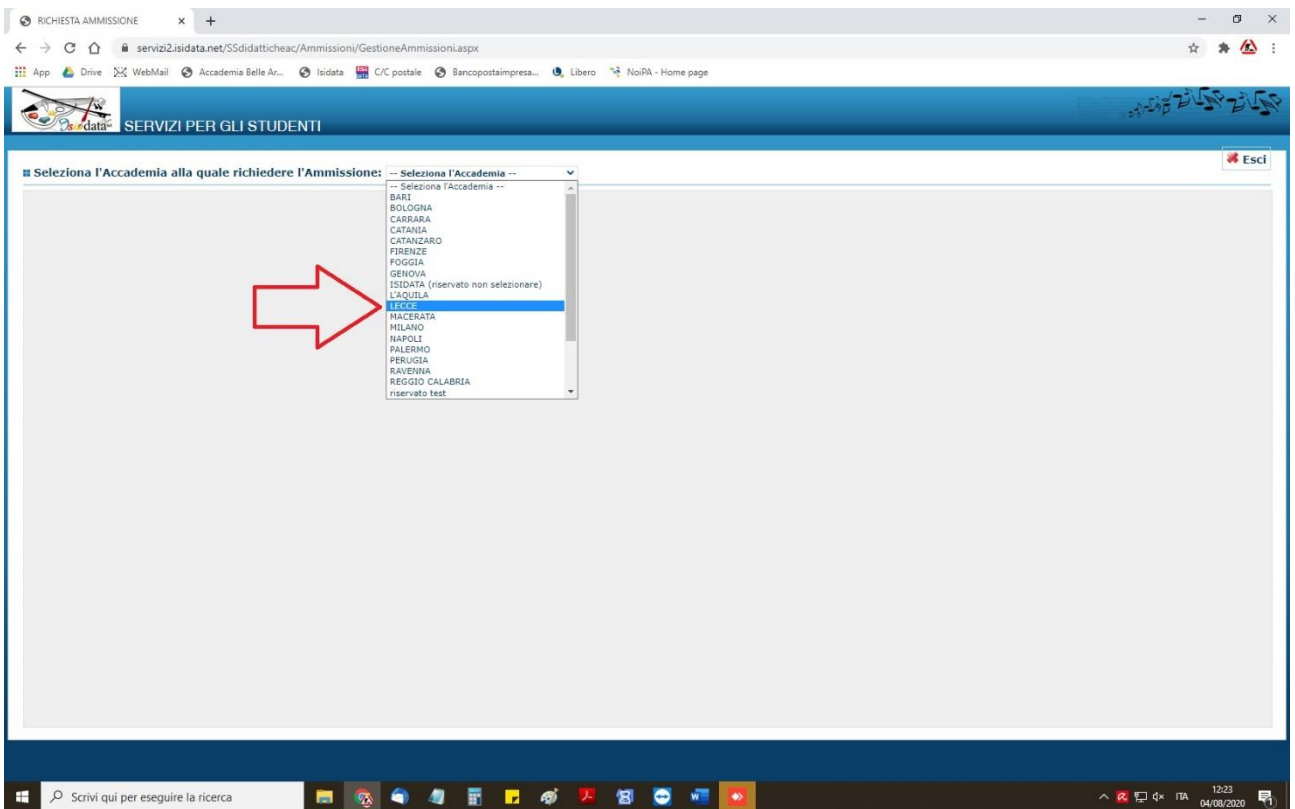 RICHIESTA AMMISSIONE
servizi2.isidata.net/SSdidatticheac/Ammissioni/GestioneAmmissioni.aspx
App Drive WebMail Accademia Belle Ar... Isidata C/C postale Bancopostaimpresa... Libero NoiPA - Home page
Isidata SERVIZI PER GLI STUDENTI
Esci
Seleziona l'Accademia alla quale richiedere l'Ammissione: -- Seleziona l'Accademia --
-- Seleziona l'Accademia --
BARI
BOLOGNA
CARRARA
CATANIA
CATANZARO
FIRENZE
FOGGIA
GENOVA
ISIDATA (riservato non selezionare)
L'AQUILA
LECCE
MACERATA
MILANO
NAPOLI
PALERMO
PERUGIA
RAVENNA
REGGIO CALABRIA
riservato test
Scrivi qui per eseguire la ricerca
ITA
12:23
04/08/2020